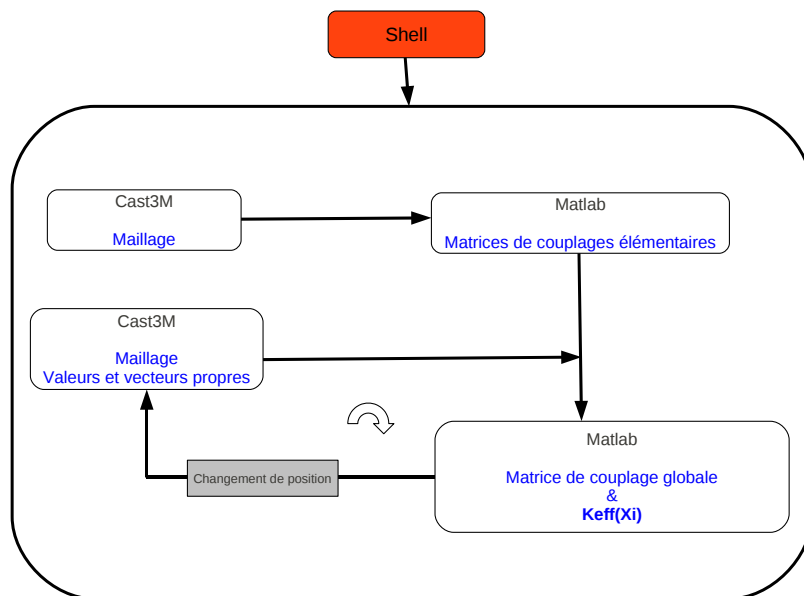 Shell
Cast3M
Maillage
Matlab
Matrices de couplages élémentaires
Cast3M
Maillage
Valeurs et vecteurs propres
Changement de position
Matlab
Matrice de couplage globale
&
Keff(Xi)